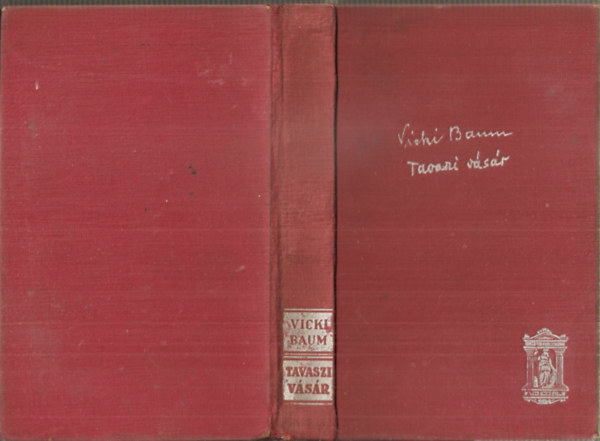 VICKI
BAUM
TAVASZI
VÁSÁR
Vicki Baum
Tavaszi vásár